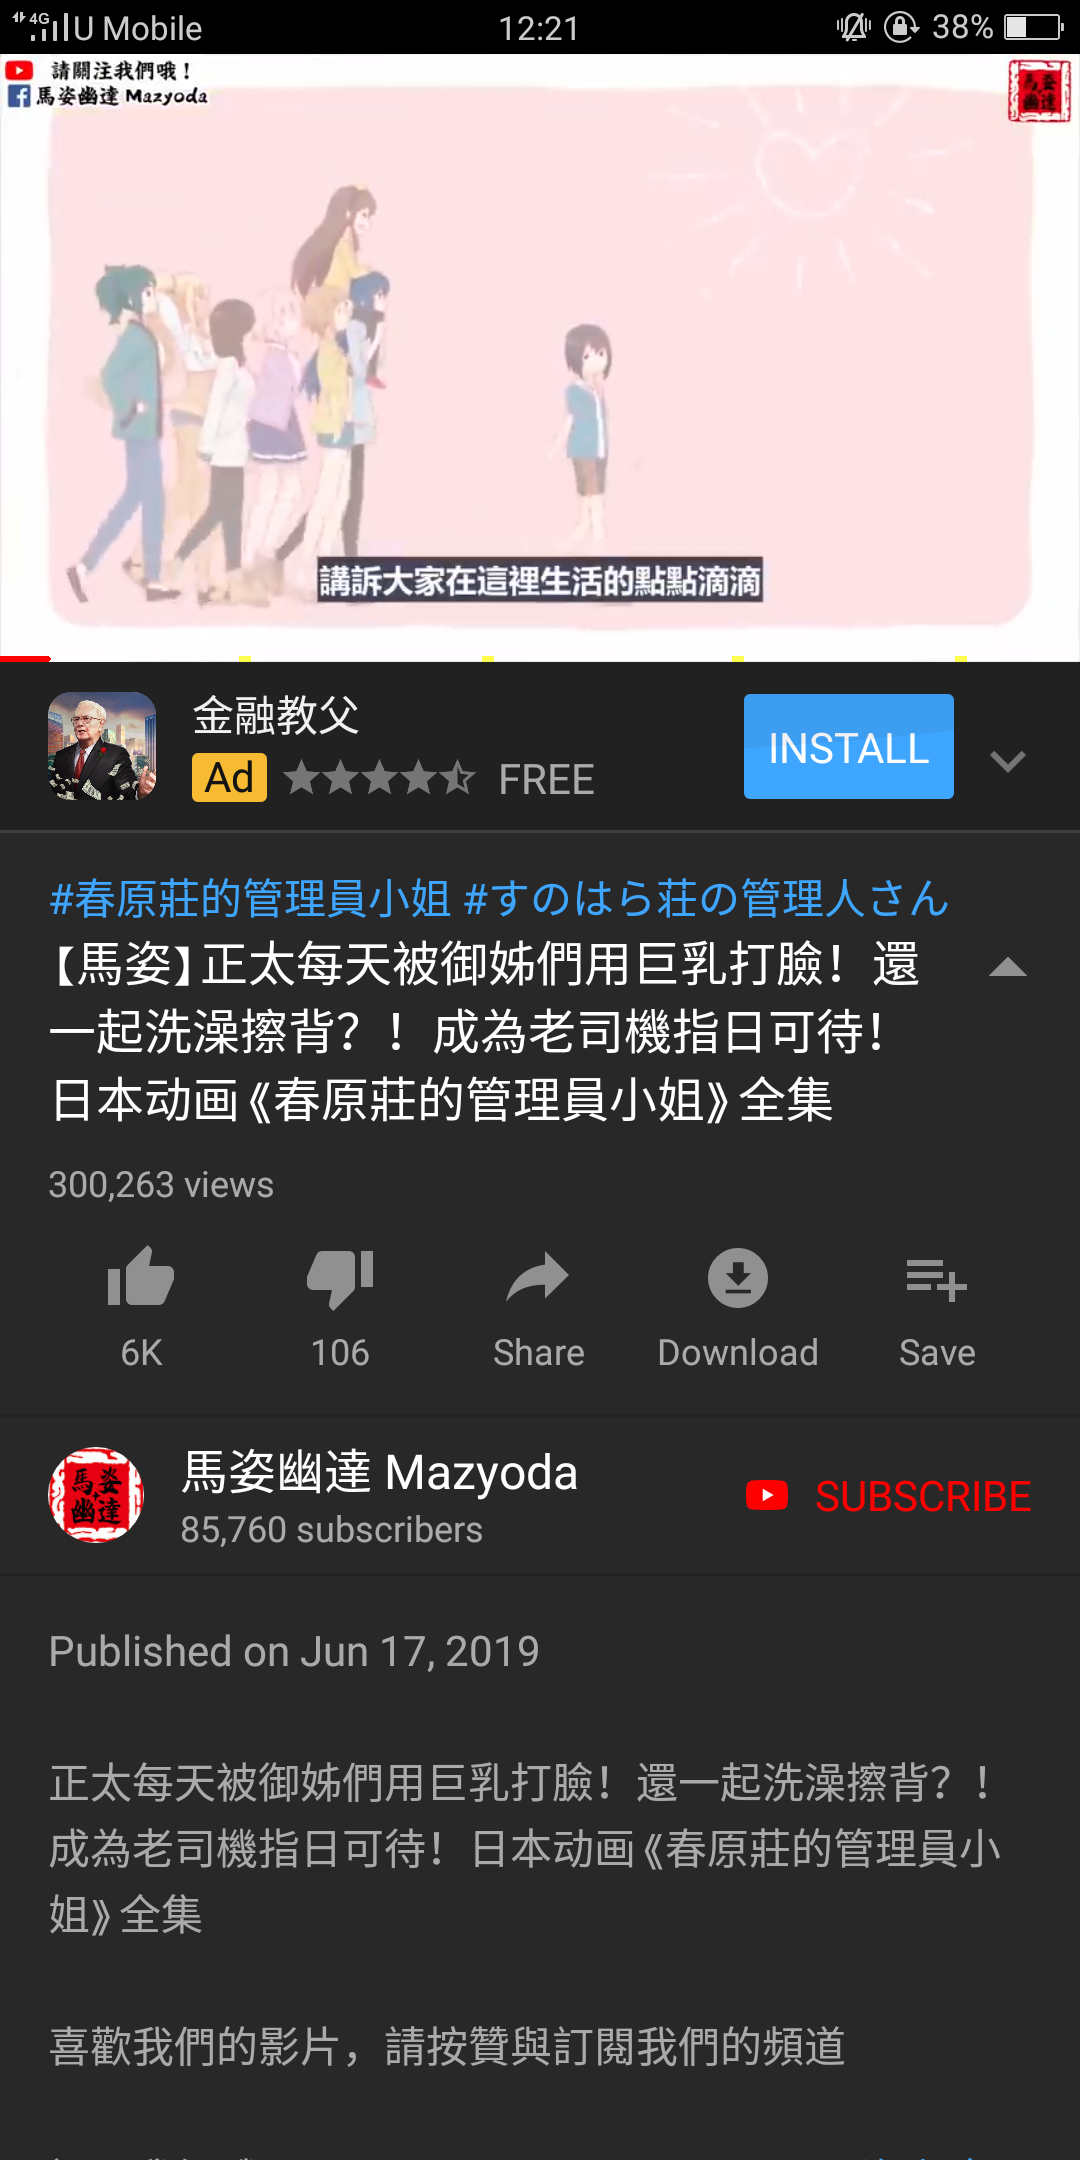 4G U Mobile 12:21 38%
請關注我們哦！
馬姿幽達 Mazyoda
馬姿
幽達
講訴大家在這裡生活的點點滴滴
金融教父
Ad FREE
INSTALL
#春原莊的管理員小姐 #すのはら荘の管理人さん
【馬姿】正太每天被御姊們用巨乳打臉！還
一起洗澡擦背？！成為老司機指日可待！
日本动画《春原莊的管理員小姐》全集
300,263 views
6K 106 Share Download Save
馬姿
幽達
馬姿幽達 Mazyoda
85,760 subscribers
SUBSCRIBE
Published on Jun 17, 2019
正太每天被御姊們用巨乳打臉！還一起洗澡擦背？！
成為老司機指日可待！日本动画《春原莊的管理員小
姐》全集
喜歡我們的影片，請按贊與訂閱我們的頻道